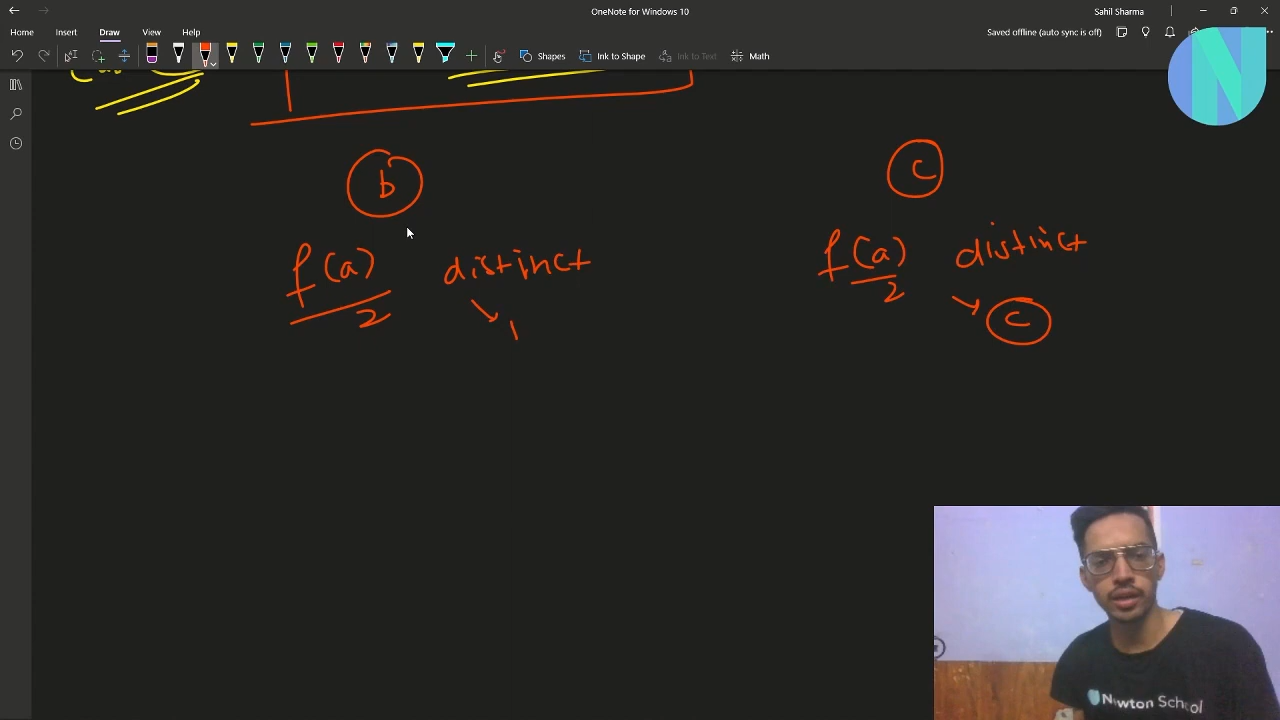 OneNote for Windows 10
Sahil Sharma
Home Insert Draw View Help
Saved offline (auto sync is off)
Shapes Ink to Shape Ink to Text Math
b
c
f(a) distinct
2
f(a) distinct
2
c
N
Newton School